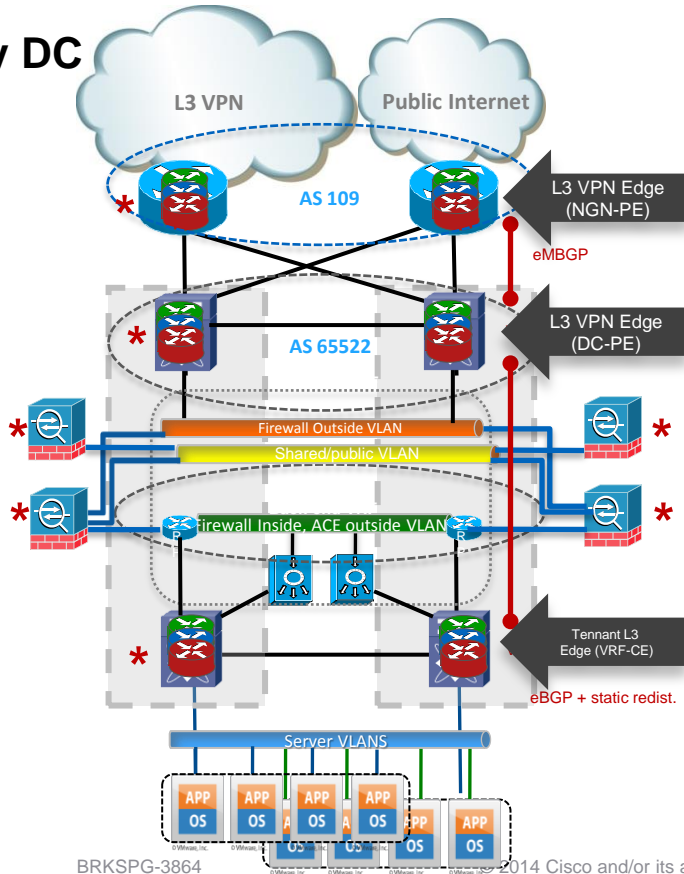 y DC
L3 VPN
Public Internet
AS 109
L3 VPN Edge
(NGN-PE)
eMBGP
L3 VPN Edge
(DC-PE)
AS 65522
Firewall Outside VLAN
Shared/public VLAN
Firewall Inside, ACE outside VLAN
Tennant L3
Edge (VRF-CE)
eBGP + static redist.
Server VLANS
APP
OS
APP
OS
APP
OS
APP
OS
APP
OS
APP
OS
BRKSPG-3864
2014 Cisco and/or its a